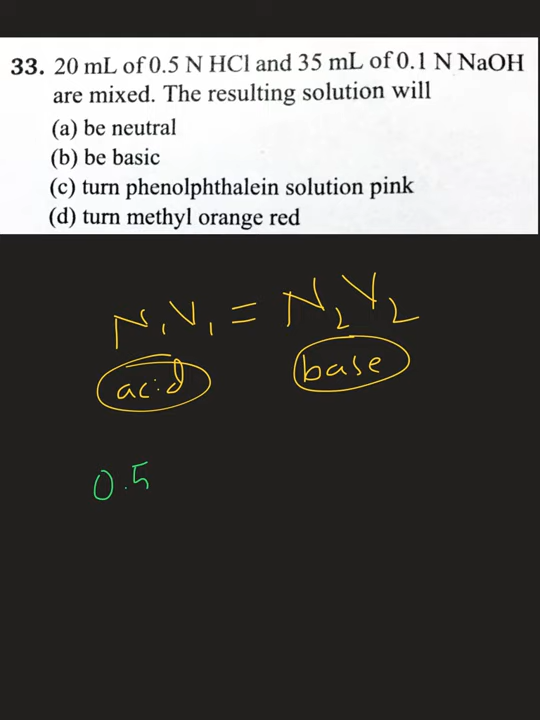 33. 20 mL of 0.5 N HCl and 35 mL of 0.1 N NaOH
are mixed. The resulting solution will
(a) be neutral
(b) be basic
(c) turn phenolphthalein solution pink
(d) turn methyl orange red
N₁V₁ = N₂V₂
acid base
0.5